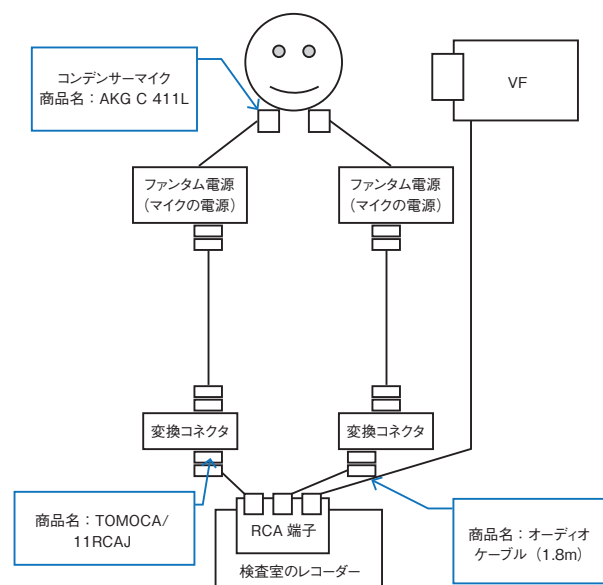 コンデンサーマイク
商品名：AKG C 411L
VF
ファンタム電源
（マイクの電源）
ファンタム電源
（マイクの電源）
変換コネクタ
変換コネクタ
商品名：TOMOCA/
11RCAJ
RCA 端子
検査室のレコーダー
商品名：オーディオ
ケーブル（1.8m）